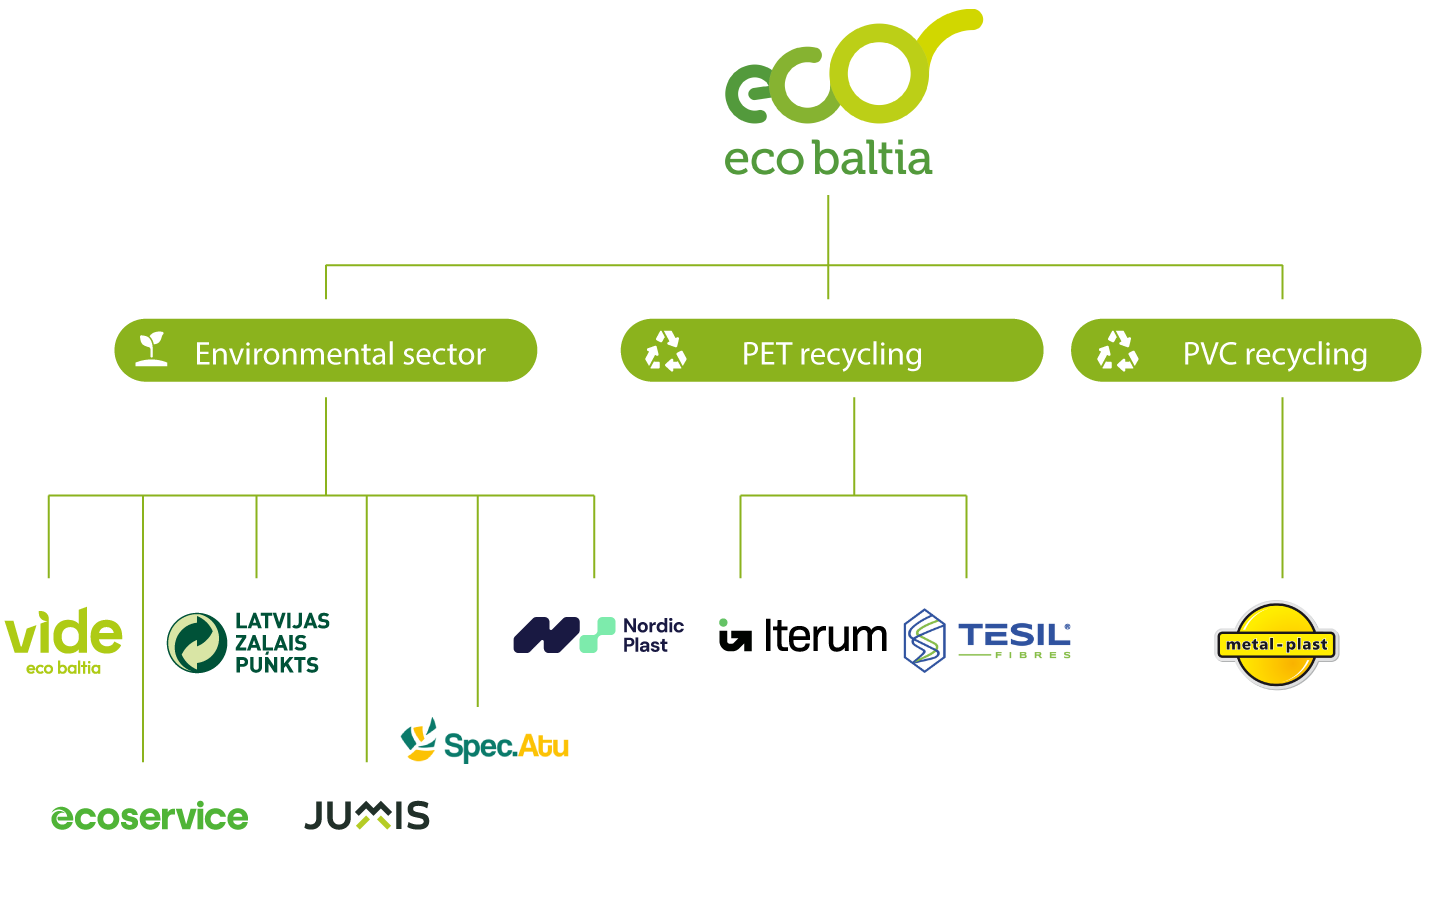 eco
eco baltia
Environmental sector
PET recycling
PVC recycling
vide
eco baltia
LATVIJAS
ZAĻAIS
PUNKTS
Nordic
Plast
Iterum
TESIL®
FIBRES
metal-plast
Spec.Atu
ecoservice
JUMIS